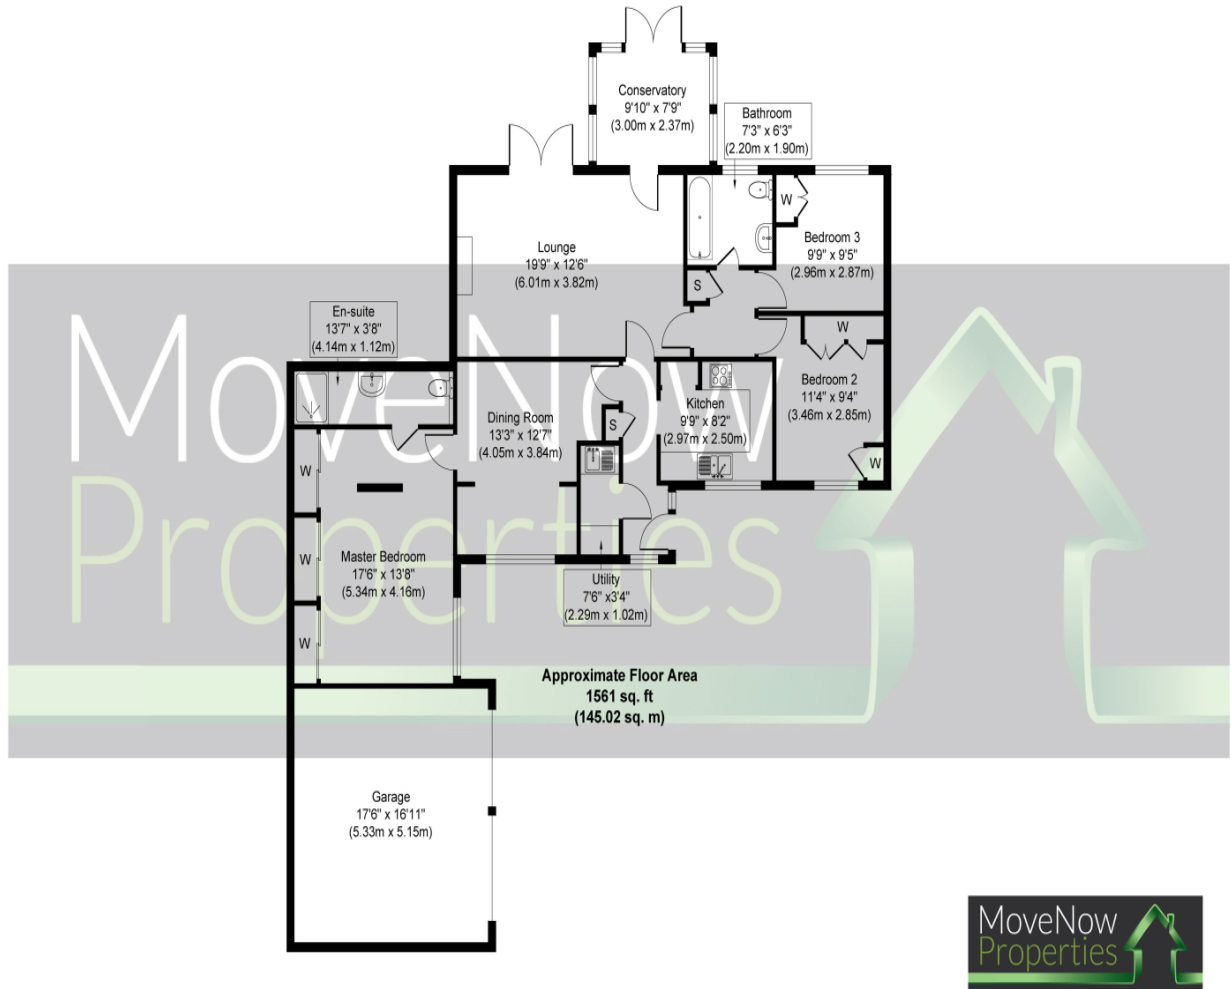 Conservatory
9'10" x 7'9"
(3.00m x 2.37m)
Bathroom
7'3" x 6'3"
(2.20m x 1.90m)
W
Bedroom 3
9'9" x 9'5"
(2.96m x 2.87m)
Lounge
19'9" x 12'6"
(6.01m x 3.82m)
S
En-suite
13'7" x 3'8"
(4.14m x 1.12m)
W
Bedroom 2
11'4" x 9'4"
(3.46m x 2.85m)
W
Kitchen
9'9" x 8'2"
(2.97m x 2.50m)
Dining Room
13'3" x 12'7"
(4.05m x 3.84m)
S
W
W
W
Master Bedroom
17'6" x 13'8"
(5.34m x 4.16m)
Utility
7'6" x3'4"
(2.29m x 1.02m)
MoveNow
Properties
Approximate Floor Area
1561 sq. ft
(145.02 sq. m)
Garage
17'6" x 16'11"
(5.33m x 5.15m)
MoveNow
Properties